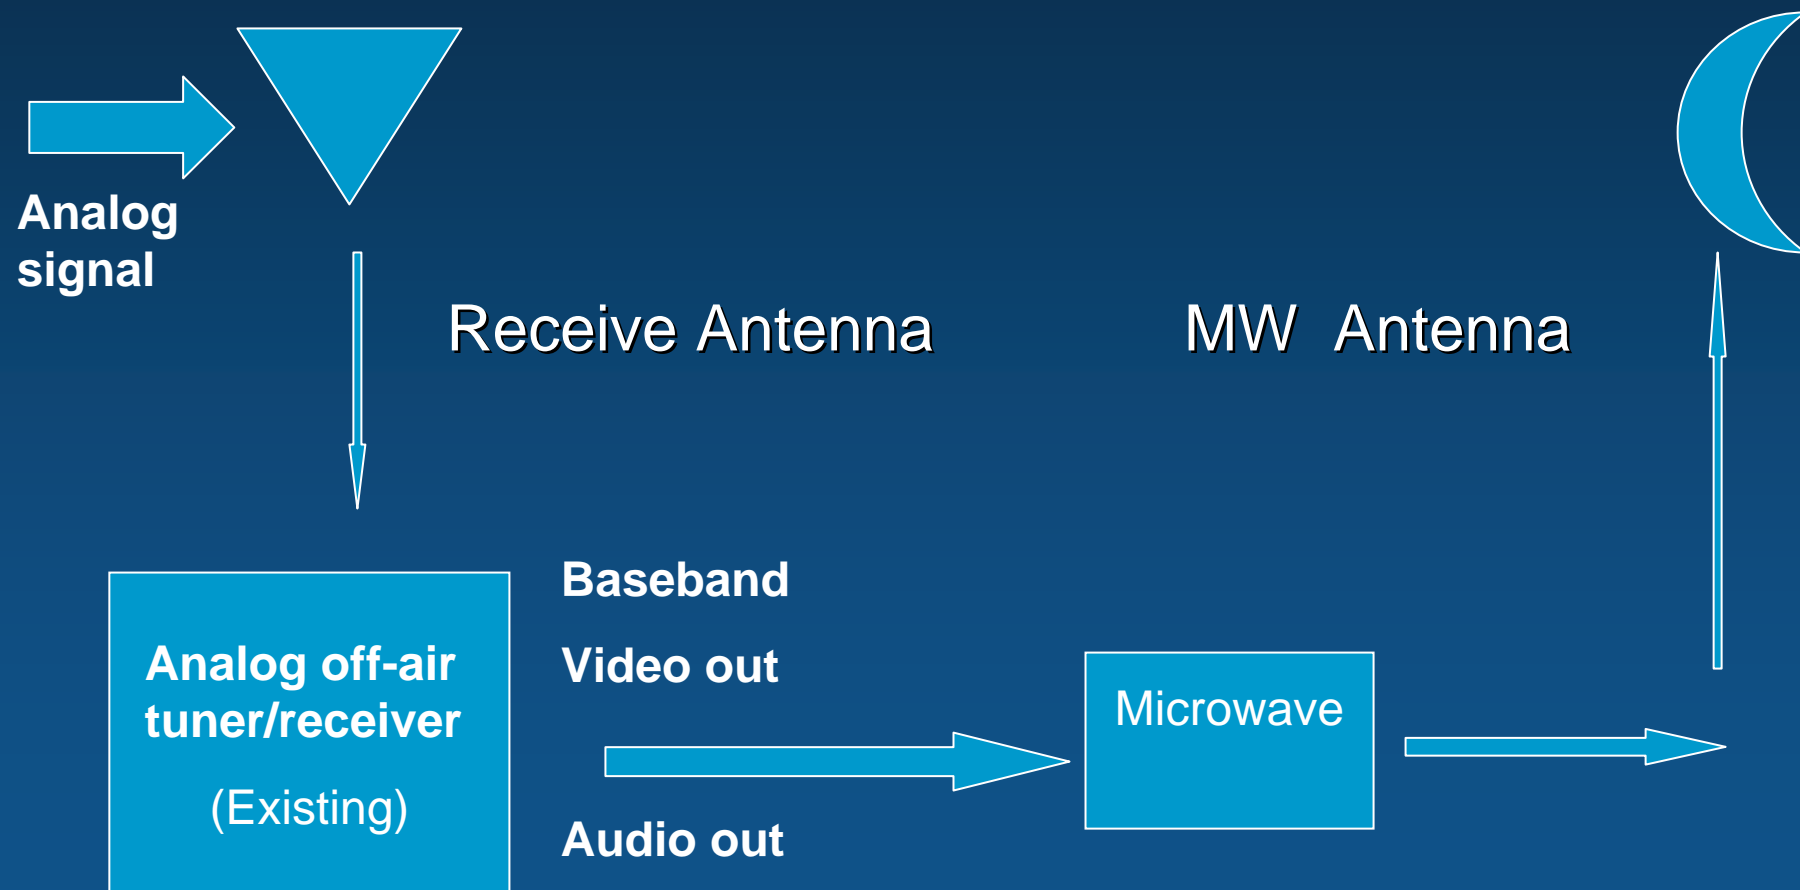 Analog
signal
Receive Antenna
MW Antenna
Analog off-air
tuner/receiver
(Existing)
Baseband
Video out
Audio out
Microwave